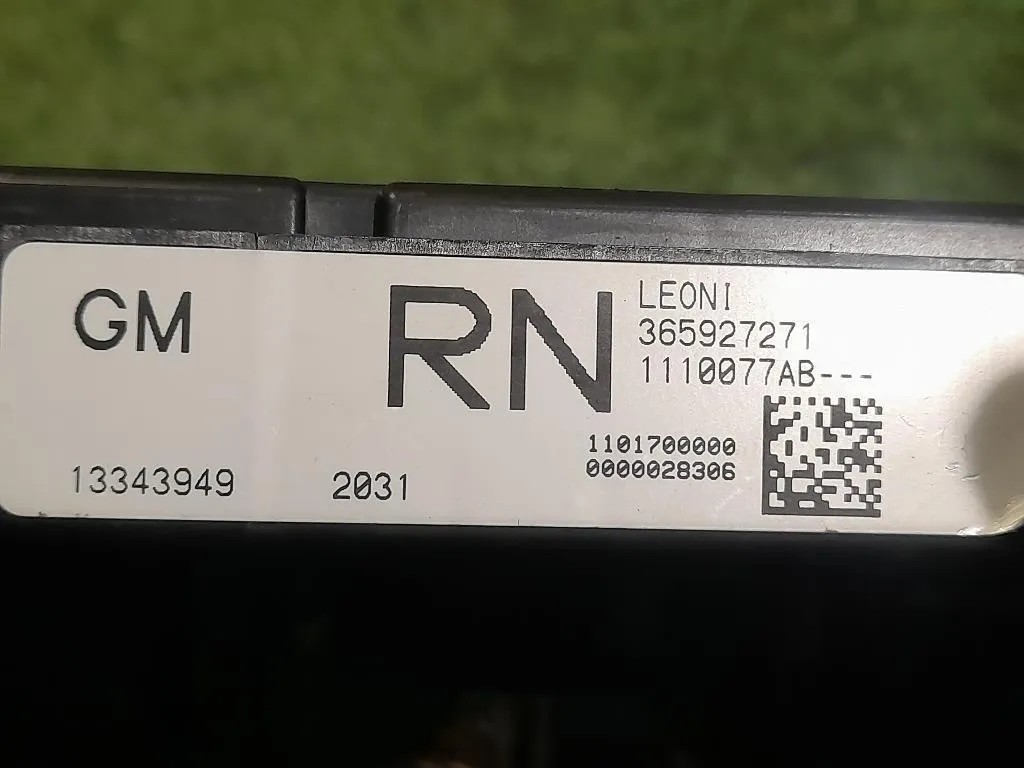 GM
RN
LEONI
365927271
1110077AB---
1101700000
0000028306
13343949
2031